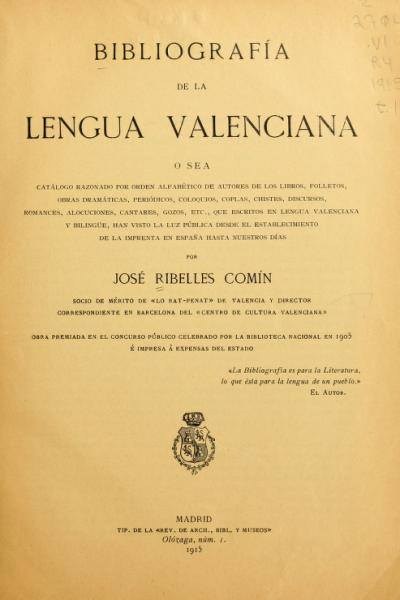 BIBLIOGRAFÍA
DE LA
LENGUA VALENCIANA
O SEA
CATÁLOGO RAZONADO POR ORDEN ALFABÉTICO DE AUTORES DE LOS LIBROS, FOLLETOS,
OBRAS DRAMÁTICAS, PERIÓDICOS, COLOQUIOS, COPLAS, CHISTES, DISCURSOS,
ROMANCES, ALOCUCIONES, CANTARES, GOZOS, ETC., QUE ESCRITOS EN LENGUA VALENCIANA
Y BILINGÜE, HAN VISTO LA LUZ PÚBLICA DESDE EL ESTABLECIMIENTO
DE LA IMPRENTA EN ESPAÑA HASTA NUESTROS DÍAS
POR
JOSÉ RIBELLES COMÍN
SOCIO DE MÉRITO DE «LO RAT-PENAT» DE VALENCIA Y DIRECTOR
CORRESPONDIENTE EN BARCELONA DEL «CENTRO DE CULTURA VALENCIANA»
OBRA PREMIADA EN EL CONCURSO PÚBLICO CELEBRADO POR LA BIBLIOTECA NACIONAL EN 1905
É IMPRESA Á EXPENSAS DEL ESTADO
«La Bibliografía es para la Literatura,
lo que ésta para la lengua de un pueblo.»
EL AUTOR.
MADRID
TIP. DE LA «REV. DE ARCH., BIBL. Y MUSEOS»
Olózaga, núm. 1.
1915